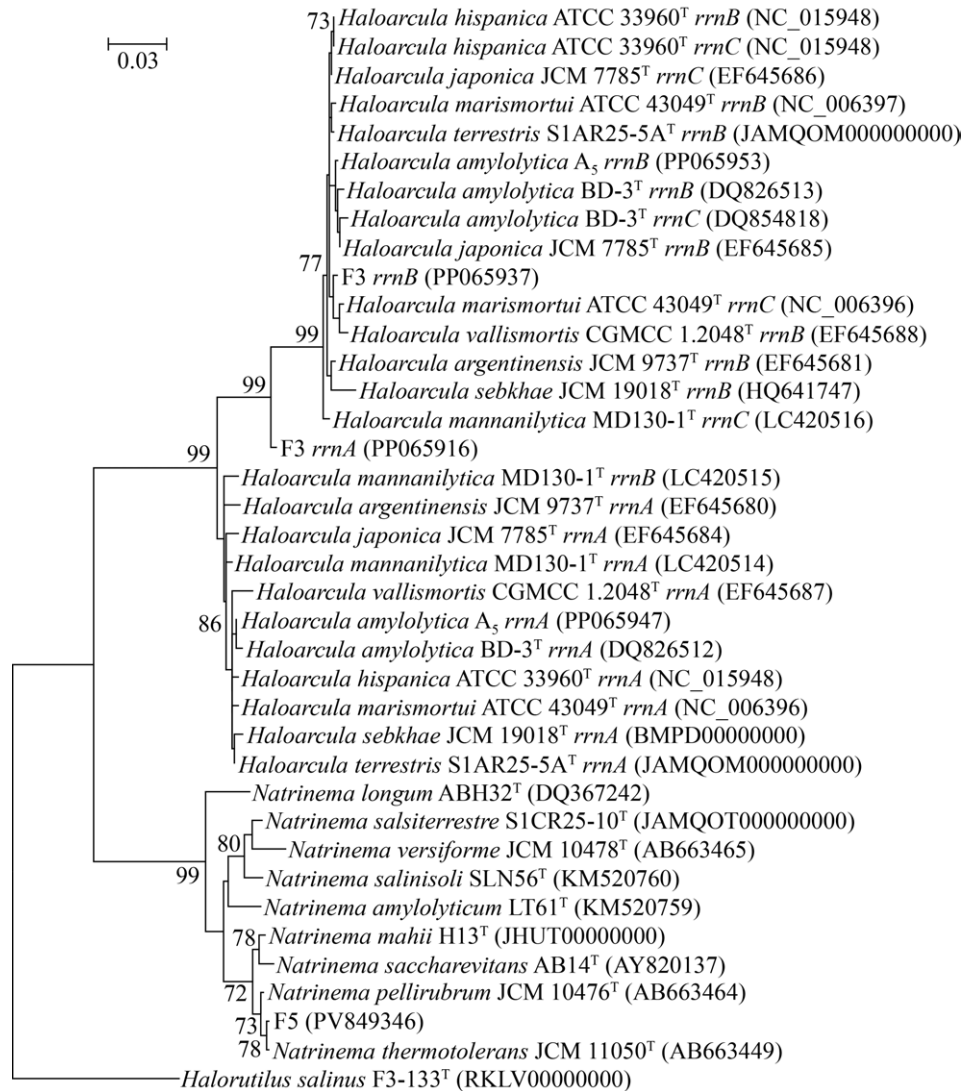 73
Haloarcula hispanica ATCC 33960ᵀ rrnB (NC_015948)
0.03
Haloarcula hispanica ATCC 33960ᵀ rrnC (NC_015948)
Haloarcula japonica JCM 7785ᵀ rrnC (EF645686)
Haloarcula marismortui ATCC 43049ᵀ rrnB (NC_006397)
Haloarcula terrestris S1AR25-5Aᵀ rrnB (JAMQOM000000000)
Haloarcula amylolytica A₅ rrnB (PP065953)
Haloarcula amylolytica BD-3ᵀ rrnB (DQ826513)
Haloarcula amylolytica BD-3ᵀ rrnC (DQ854818)
Haloarcula japonica JCM 7785ᵀ rrnB (EF645685)
77
F3 rrnB (PP065937)
Haloarcula marismortui ATCC 43049ᵀ rrnC (NC_006396)
Haloarcula vallismortis CGMCC 1.2048ᵀ rrnB (EF645688)
99
Haloarcula argentinensis JCM 9737ᵀ rrnB (EF645681)
99
Haloarcula sebkhae JCM 19018ᵀ rrnB (HQ641747)
Haloarcula mannanilytica MD130-1ᵀ rrnC (LC420516)
F3 rrnA (PP065916)
99
Haloarcula mannanilytica MD130-1ᵀ rrnB (LC420515)
Haloarcula argentinensis JCM 9737ᵀ rrnA (EF645680)
Haloarcula japonica JCM 7785ᵀ rrnA (EF645684)
Haloarcula mannanilytica MD130-1ᵀ rrnA (LC420514)
Haloarcula vallismortis CGMCC 1.2048ᵀ rrnA (EF645687)
86
Haloarcula amylolytica A₅ rrnA (PP065947)
Haloarcula amylolytica BD-3ᵀ rrnA (DQ826512)
Haloarcula hispanica ATCC 33960ᵀ rrnA (NC_015948)
Haloarcula marismortui ATCC 43049ᵀ rrnA (NC_006396)
Haloarcula sebkhae JCM 19018ᵀ rrnA (BMPD00000000)
Haloarcula terrestris S1AR25-5Aᵀ rrnA (JAMQOM000000000)
Natrinema longum ABH32ᵀ (DQ367242)
Natrinema salsiterrestre S1CR25-10ᵀ (JAMQOT000000000)
80
Natrinema versiforme JCM 10478ᵀ (AB663465)
99
Natrinema salinisoli SLN56ᵀ (KM520760)
Natrinema amylolyticum LT61ᵀ (KM520759)
78
Natrinema mahii H13ᵀ (JHUT00000000)
Natrinema saccharevitans AB14ᵀ (AY820137)
72
Natrinema pellirubrum JCM 10476ᵀ (AB663464)
73
F5 (PV849346)
78
Natrinema thermotolerans JCM 11050ᵀ (AB663449)
Halorutilus salinus F3-133ᵀ (RKLV00000000)